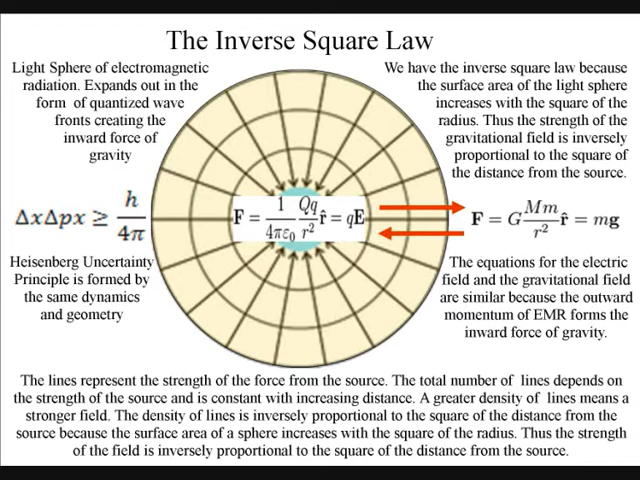 The Inverse Square Law
Light Sphere of electromagnetic
radiation. Expands out in the
form of quantized wave
fronts creating the
inward force of
gravity
We have the inverse square law because
the surface area of the light sphere
increases with the square of the
radius. Thus the strength of the
gravitational field is inversely
proportional to the square of
the distance from the source.
ΔxΔpx ≥ h/4π
F = 1/4πε₀ Qq/r² r̂ = qE
F = G Mm/r² r̂ = mg
Heisenberg Uncertainty
Principle is formed by
the same dynamics
and geometry
The equations for the electric
field and the gravitational field
are similar because the outward
momentum of EMR forms the
inward force of gravity.
The lines represent the strength of the force from the source. The total number of lines depends on
the strength of the source and is constant with increasing distance. A greater density of lines means a
stronger field. The density of lines is inversely proportional to the square of the distance from the
source because the surface area of a sphere increases with the square of the radius. Thus the strength
of the field is inversely proportional to the square of the distance from the source.